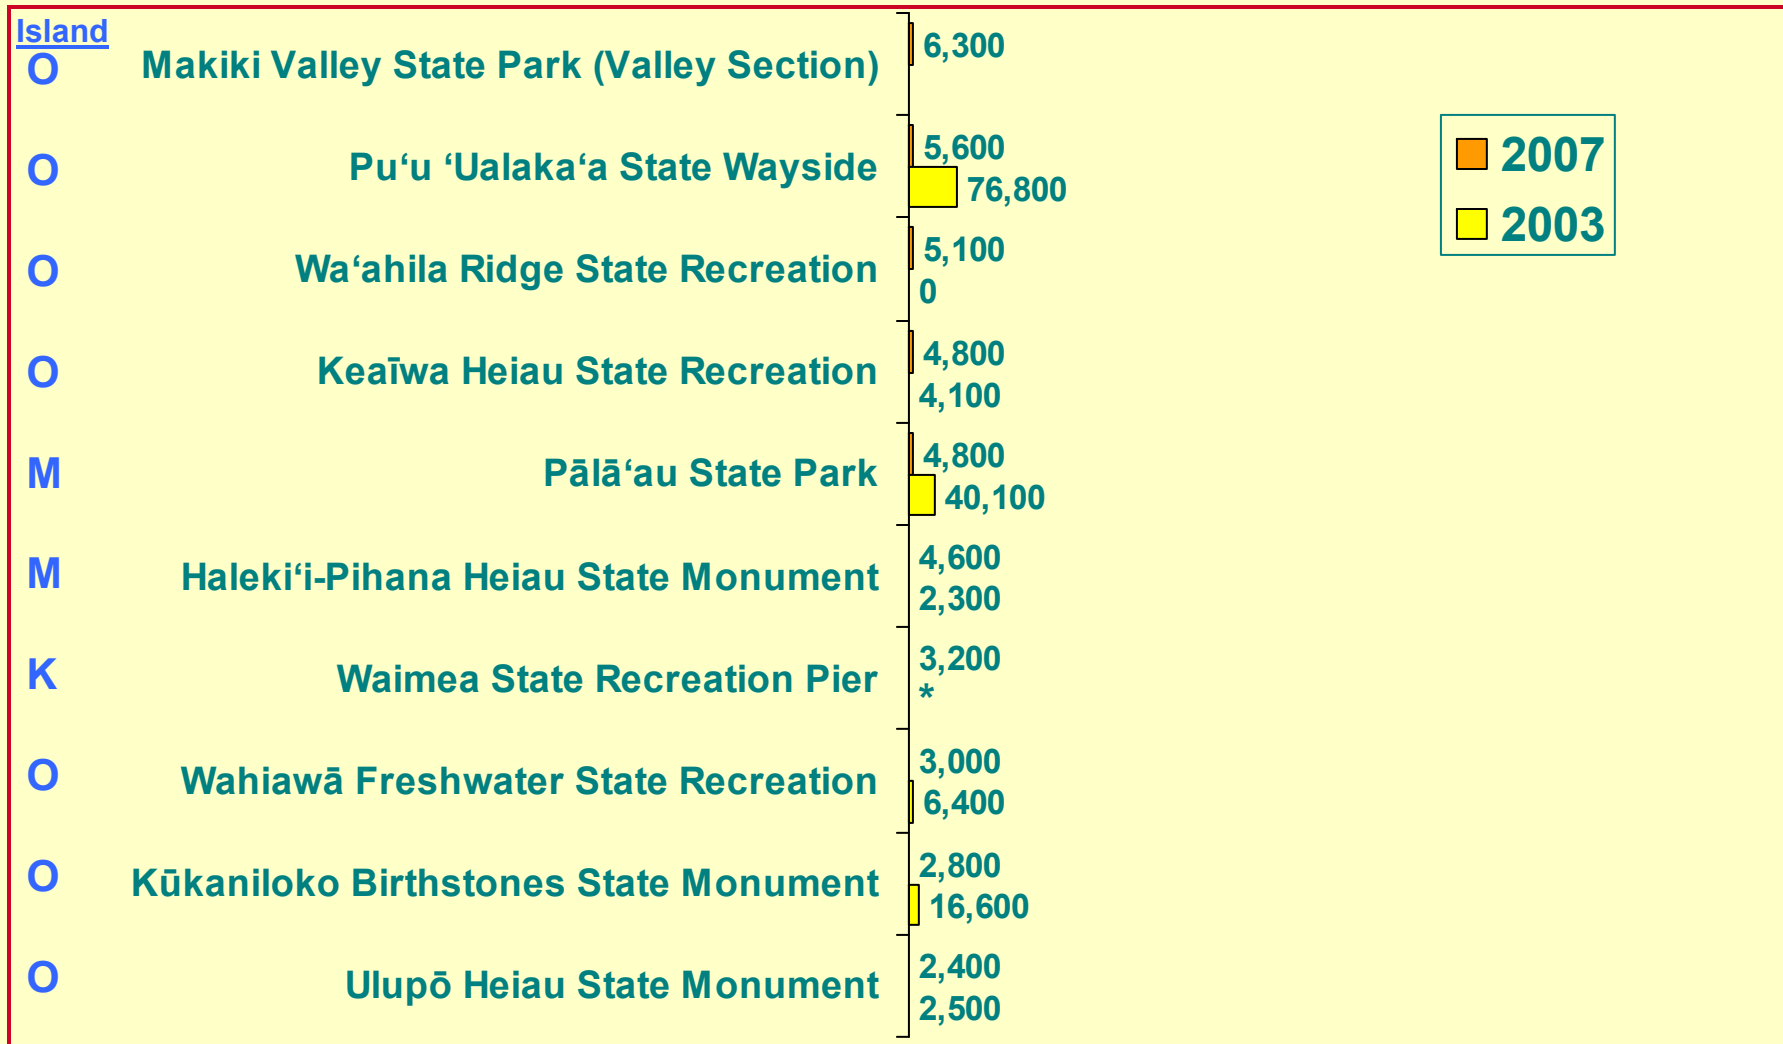 Island
O Makiki Valley State Park (Valley Section) 6,300
O Pu‘u ‘Ualaka‘a State Wayside 5,600
76,800
O Wa‘ahila Ridge State Recreation 5,100
0
O Keaīwa Heiau State Recreation 4,800
4,100
M Pālā‘au State Park 4,800
40,100
M Haleki‘i-Pihana Heiau State Monument 4,600
2,300
K Waimea State Recreation Pier 3,200
*
O Wahiawā Freshwater State Recreation 3,000
6,400
O Kūkaniloko Birthstones State Monument 2,800
16,600
O Ulupō Heiau State Monument 2,400
2,500
2007
2003